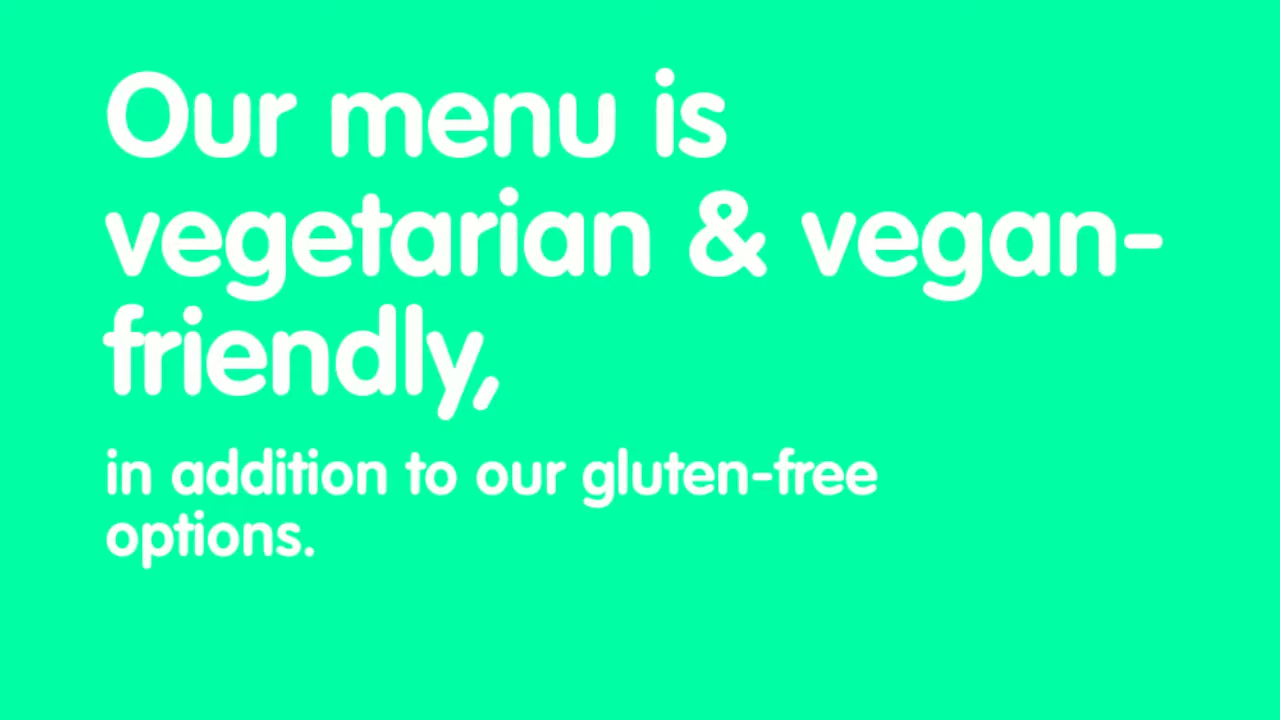 Our menu is
vegetarian & vegan-
friendly,
in addition to our gluten-free
options.